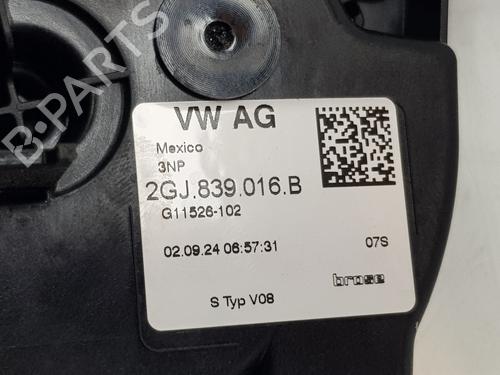 B-PARTS
VW AG
Mexico
3NP
2GJ.839.016.B
G11526-102
02.09.24 06:57:31
07S
brose
S Typ V08